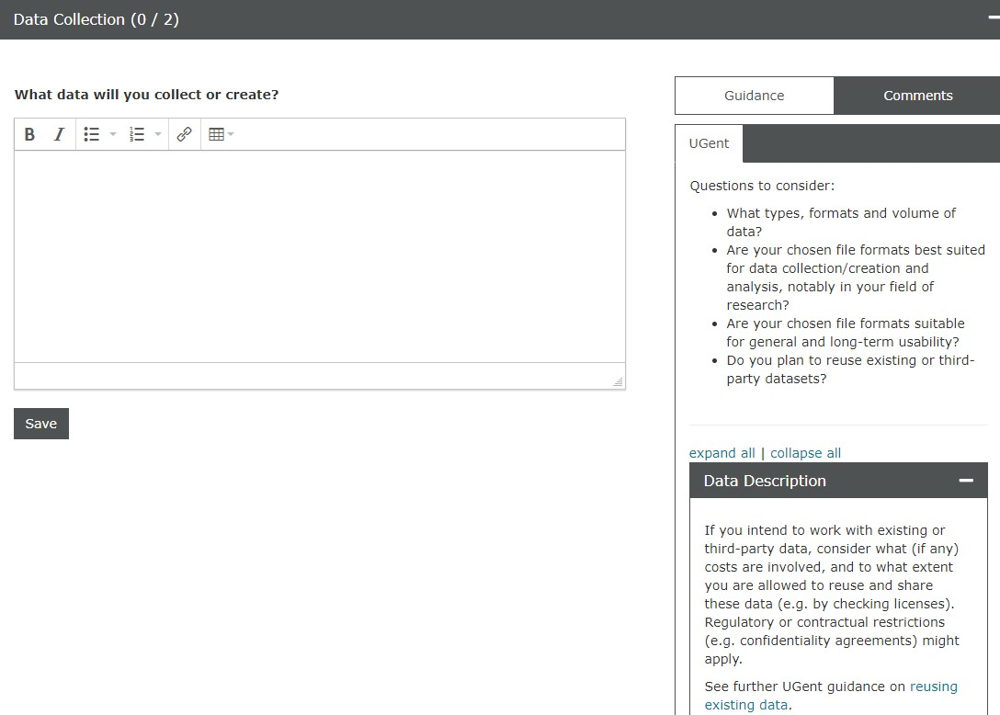 Data Collection (0 / 2)
What data will you collect or create?
B I
Save
Guidance
Comments
UGent
Questions to consider:
• What types, formats and volume of
data?
• Are your chosen file formats best suited
for data collection/creation and
analysis, notably in your field of
research?
• Are your chosen file formats suitable
for general and long-term usability?
• Do you plan to reuse existing or third-
party datasets?
expand all | collapse all
Data Description
If you intend to work with existing or
third-party data, consider what (if any)
costs are involved, and to what extent
you are allowed to reuse and share
these data (e.g. by checking licenses).
Regulatory or contractual restrictions
(e.g. confidentiality agreements) might
apply.
See further UGent guidance on reusing
existing data.